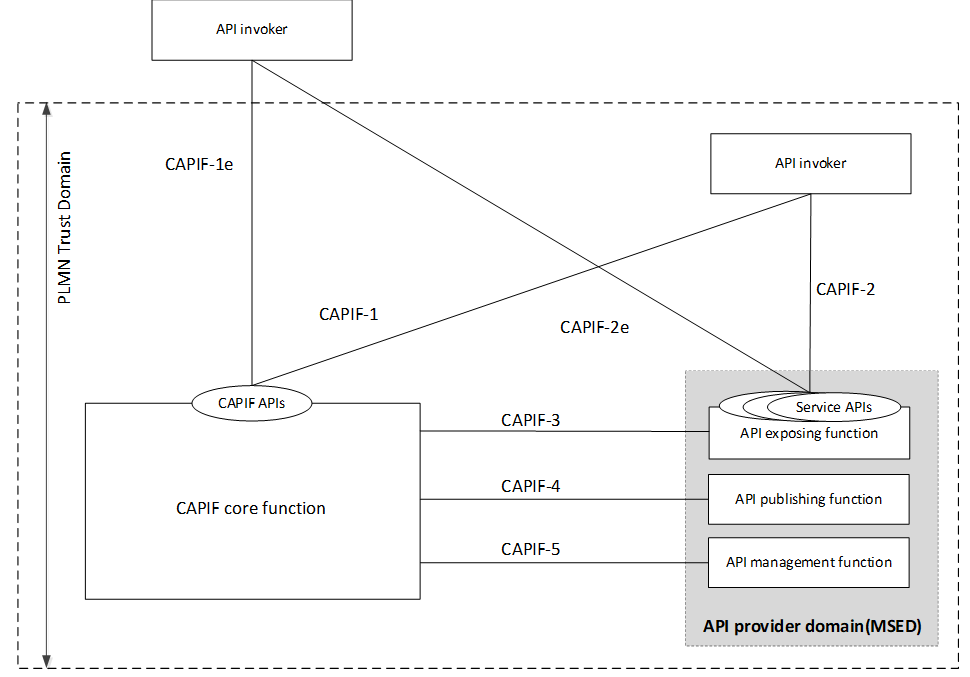 API invoker
CAPIF-1e
API invoker
PLMN Trust Domain
CAPIF-2
CAPIF-1
CAPIF-2e
CAPIF APIs
Service APIs
CAPIF-3
API exposing function
CAPIF-4
API publishing function
CAPIF core function
CAPIF-5
API management function
API provider domain(MSED)